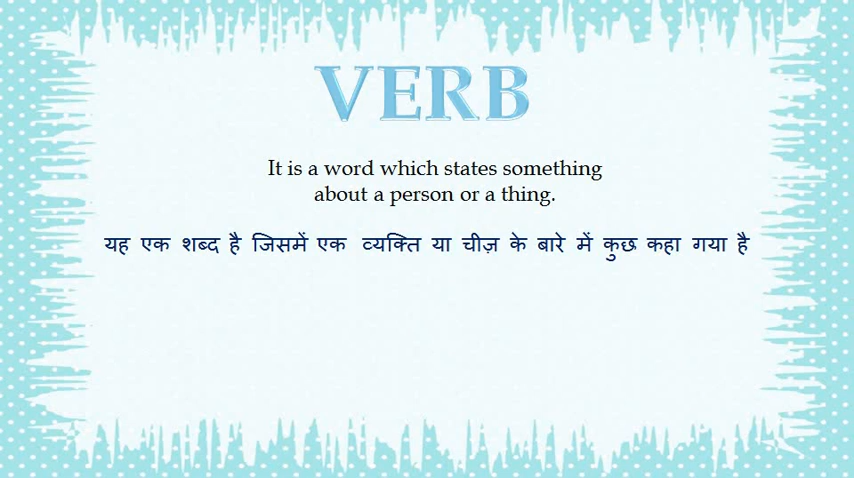 VERB
It is a word which states something
about a person or a thing.
यह एक शब्द है जिसमें एक व्यक्ति या चीज़ के बारे में कुछ कहा गया है